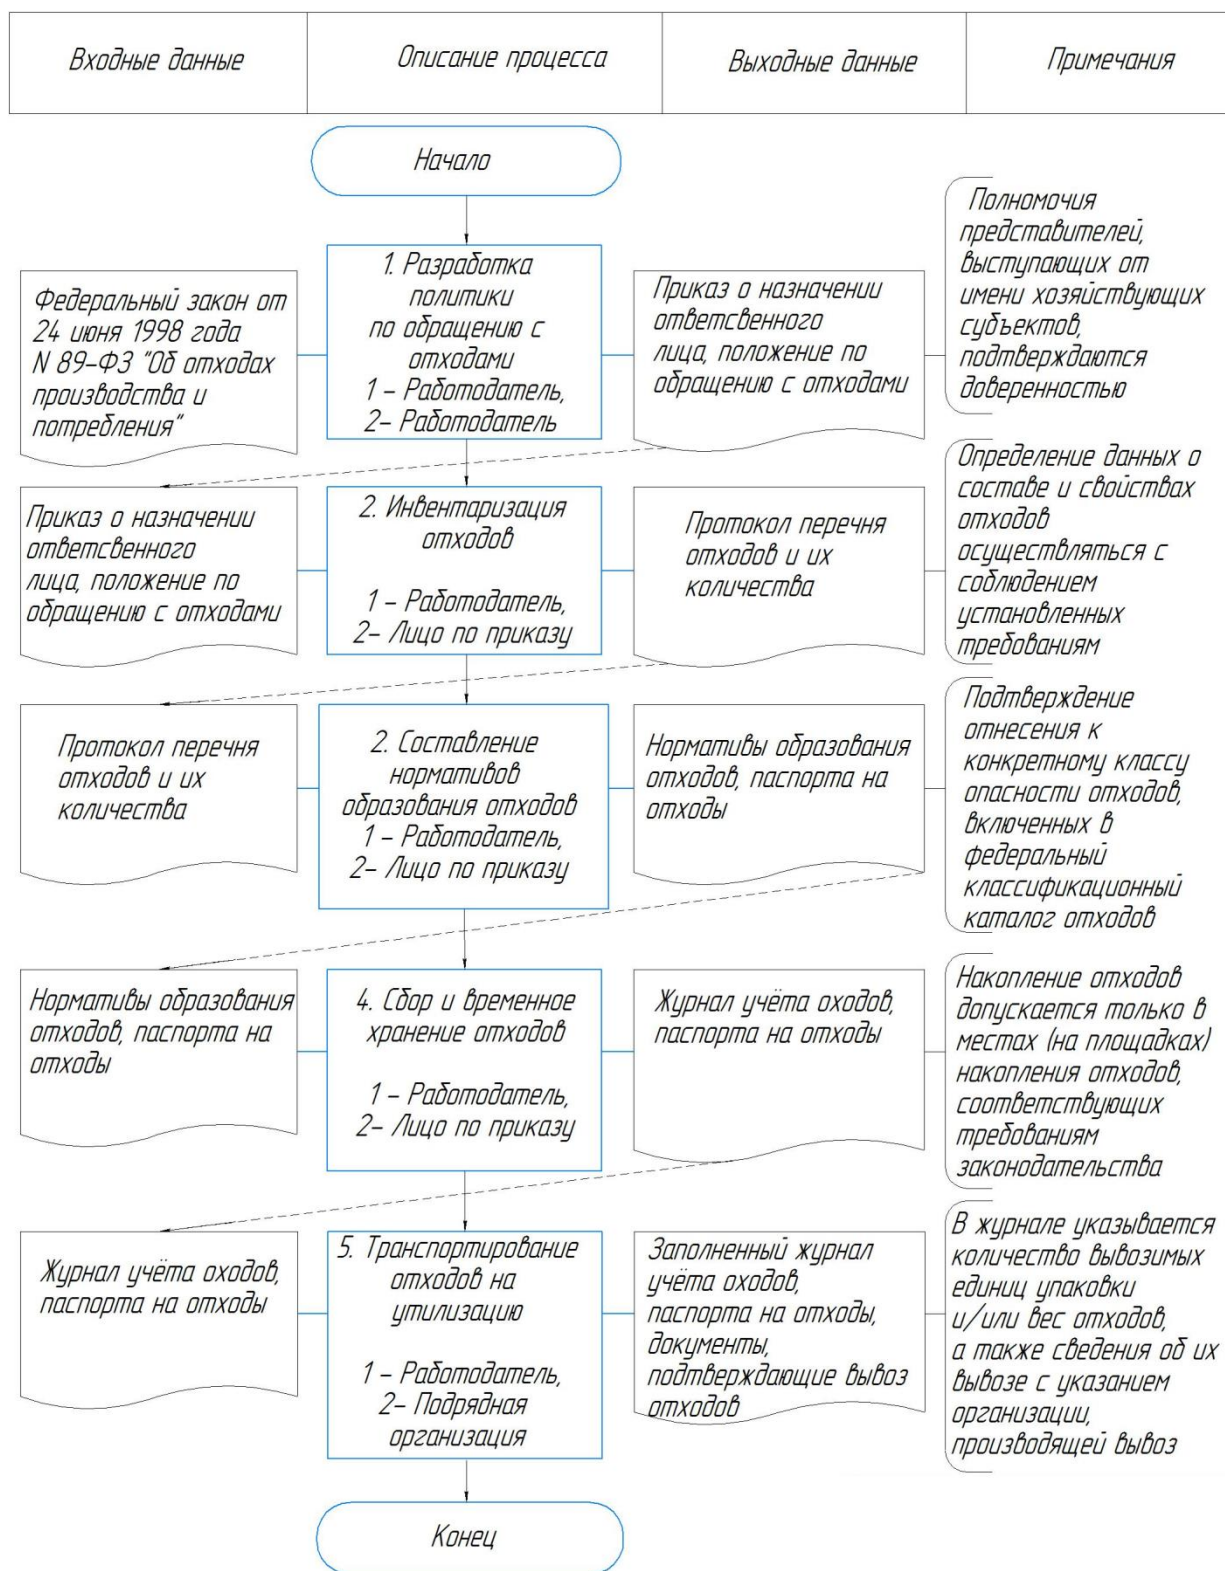 Входные данные
Описание процесса
Выходные данные
Примечания
Начало
Федеральный закон от
24 июня 1998 года
N 89-ФЗ "Об отходах
производства и
потребления"
1. Разработка
политики
по обращению с
отходами
1 - Работодатель,
2- Работодатель
Приказ о назначении
ответсвенного
лица, положение по
обращению с отходами
Полномочия
представителей,
выступающих от
имени хозяйствующих
субъектов,
подтверждаются
доверенностью
Приказ о назначении
ответсвенного
лица, положение по
обращению с отходами
2. Инвентаризация
отходов
1 - Работодатель,
2- Лицо по приказу
Протокол перечня
отходов и их
количества
Определение данных о
составе и свойствах
отходов
осуществляться с
соблюдением
установленных
требованиям
Протокол перечня
отходов и их
количества
2. Составление
нормативов
образования отходов
1 - Работодатель,
2- Лицо по приказу
Нормативы образования
отходов, паспорта на
отходы
Подтверждение
отнесения к
конкретному классу
опасности отходов,
включенных в
федеральный
классификационный
каталог отходов
Нормативы образования
отходов, паспорта на
отходы
4. Сбор и временное
хранение отходов
1 - Работодатель,
2- Лицо по приказу
Журнал учёта оходов,
паспорта на отходы
Накопление отходов
допускается только в
местах (на площадках)
накопления отходов,
соответствующих
требованиям
законодательства
Журнал учёта оходов,
паспорта на отходы
5. Транспортирование
отходов на
утилизацию
1 - Работодатель,
2- Подрядная
организация
Заполненный журнал
учёта оходов,
паспорта на отходы,
документы,
подтверждающие вывоз
отходов
В журнале указывается
количество вывозимых
единиц упаковки
и/или вес отходов,
а также сведения об их
вывозе с указанием
организации,
производящей вывоз
Конец